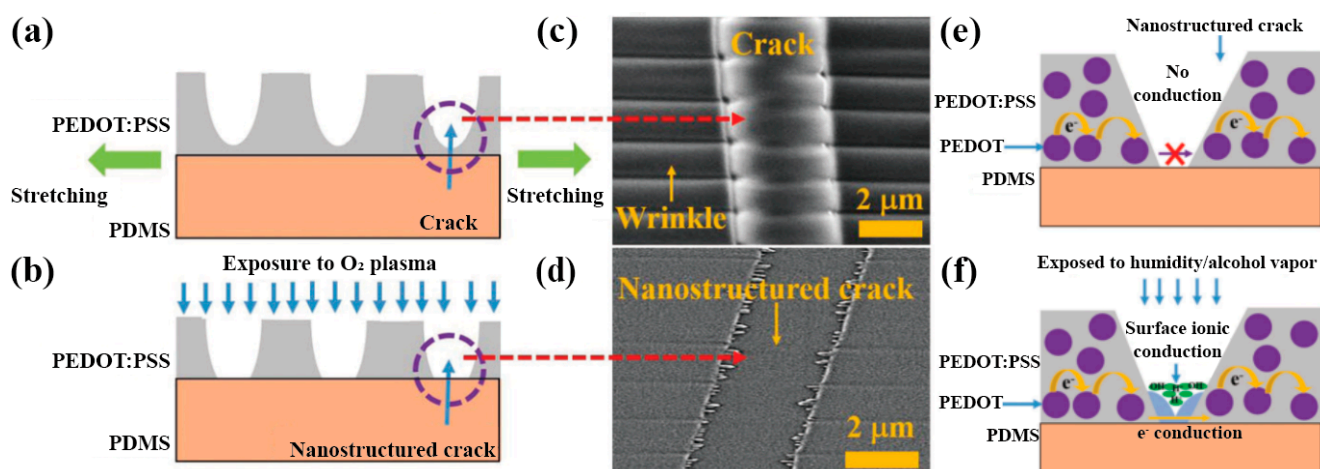 (a)
PEDOT:PSS
Stretching
Stretching
PDMS
Crack
(b)
Exposure to O₂ plasma
PEDOT:PSS
PDMS
Nanostructured crack
(c)
Crack
Wrinkle
2 μm
(d)
Nanostructured crack
2 μm
(e)
Nanostructured crack
No
conduction
PEDOT:PSS
e⁻
e⁻
PEDOT
PDMS
(f)
Exposed to humidity/alcohol vapor
Surface ionic
conduction
PEDOT:PSS
e⁻
e⁻
PEDOT
PDMS
e⁻ conduction